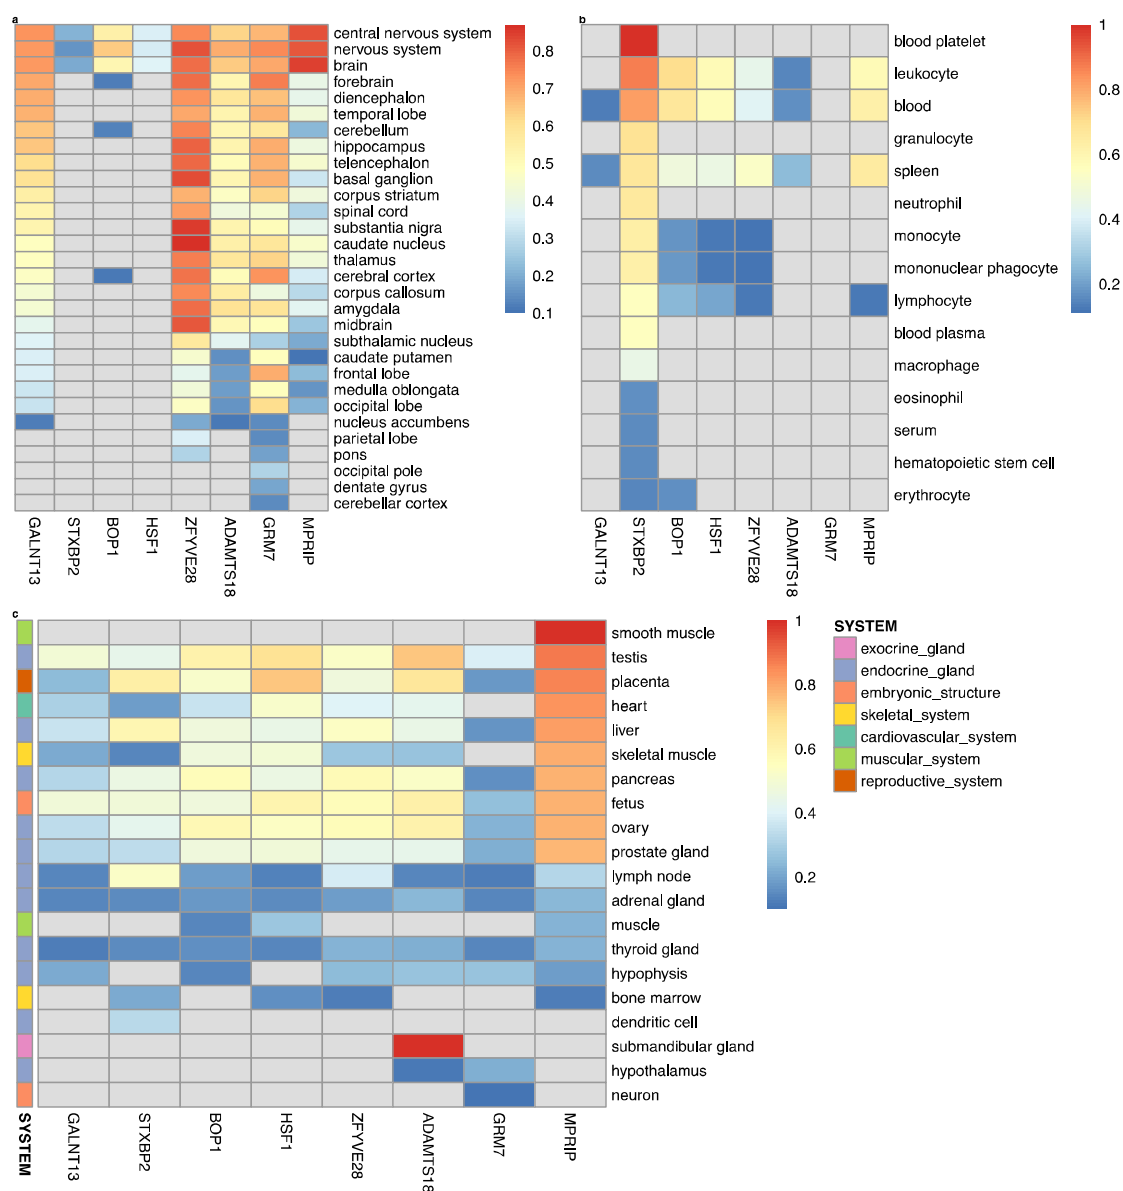 a
central nervous system
nervous system
brain
forebrain
diencephalon
temporal lobe
cerebellum
hippocampus
telencephalon
basal ganglion
corpus striatum
spinal cord
substantia nigra
caudate nucleus
thalamus
cerebral cortex
corpus callosum
amygdala
midbrain
subthalamic nucleus
caudate putamen
frontal lobe
medulla oblongata
occipital lobe
nucleus accumbens
parietal lobe
pons
occipital pole
dentate gyrus
cerebellar cortex
GALNT13
STXBP2
BOP1
HSF1
ZFYVE28
ADAMTS18
GRM7
MPRIP
0.8
0.7
0.6
0.5
0.4
0.3
0.2
0.1
b
blood platelet
leukocyte
blood
granulocyte
spleen
neutrophil
monocyte
mononuclear phagocyte
lymphocyte
blood plasma
macrophage
eosinophil
serum
hematopoietic stem cell
erythrocyte
GALNT13
STXBP2
BOP1
HSF1
ZFYVE28
ADAMTS18
GRM7
MPRIP
1
0.8
0.6
0.4
0.2
c
smooth muscle
testis
placenta
heart
liver
skeletal muscle
pancreas
fetus
ovary
prostate gland
lymph node
adrenal gland
muscle
thyroid gland
hypophysis
bone marrow
dendritic cell
submandibular gland
hypothalamus
neuron
SYSTEM
GALNT13
STXBP2
BOP1
HSF1
ZFYVE28
ADAMTS18
GRM7
MPRIP
1
0.8
0.6
0.4
0.2
SYSTEM
exocrine_gland
endocrine_gland
embryonic_structure
skeletal_system
cardiovascular_system
muscular_system
reproductive_system